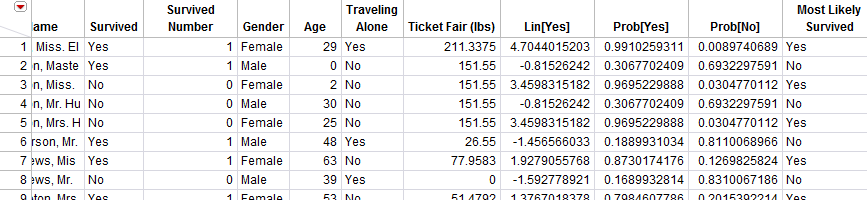 ame Survived Survived Number Gender Age Traveling Alone Ticket Fair (lbs) Lin[Yes] Prob[Yes] Prob[No] Most Likely Survived
1 , Miss. El Yes 1 Female 29 Yes 211.3375 4.7044015203 0.9910259311 0.0089740689 Yes
2 n, Maste Yes 1 Male 0 No 151.55 -0.81526242 0.3067702409 0.6932297591 No
3 n, Miss. No 0 Female 2 No 151.55 3.4598315182 0.9695229888 0.0304770112 Yes
4 n, Mr. Hu No 0 Male 30 No 151.55 -0.81526242 0.3067702409 0.6932297591 No
5 n, Mrs. H No 0 Female 25 No 151.55 3.4598315182 0.9695229888 0.0304770112 Yes
6 rson, Mr. Yes 1 Male 48 Yes 26.55 -1.456566033 0.1889931034 0.8110068966 No
7 ews, Mis Yes 1 Female 63 No 77.9583 1.9279055768 0.8730174176 0.1269825824 Yes
8 ews, Mr. No 0 Male 39 Yes 0 -1.592778921 0.1689932814 0.8310067186 No
9 ton, Mrs Yes 1 Female 53 No 51.4792 1.3767018378 0.7984607786 0.2015392214 Yes